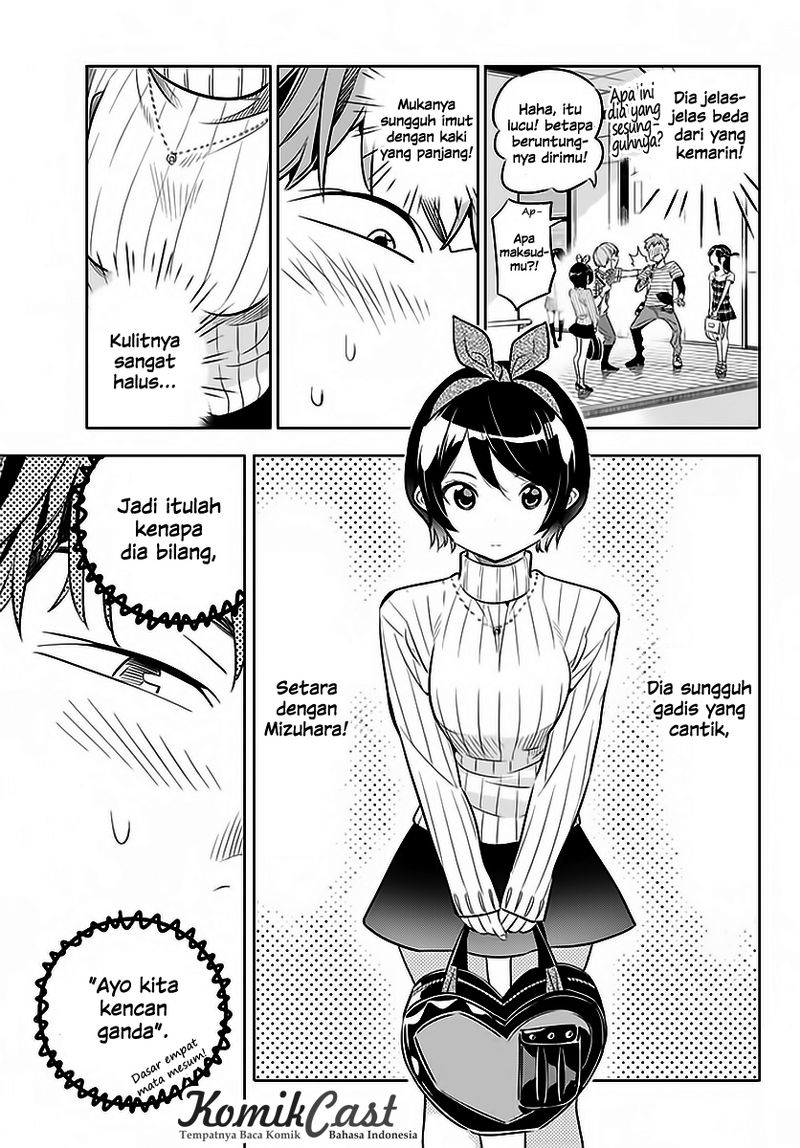 Dia jelas-
jelas beda
dari yang
kemarin!
Apa ini
dia yang
sesung-
guhnya?
Haha, itu
lucu! betapa
beruntung-
nya dirimu!
Ap-
Apa
maksud-
mu?!
Mukanya
sungguh imut
dengan kaki
yang panjang!
Kulitnya
sangat
halus...
Dia sungguh
gadis yang
cantik,
Setara
dengan
Mizuhara!
Jadi itulah
kenapa
dia bilang,
"Ayo kita
kencan
ganda".
Dasar empat
mata mesum!
KomikCast
Tempatnya Baca Komik Bahasa Indonesia